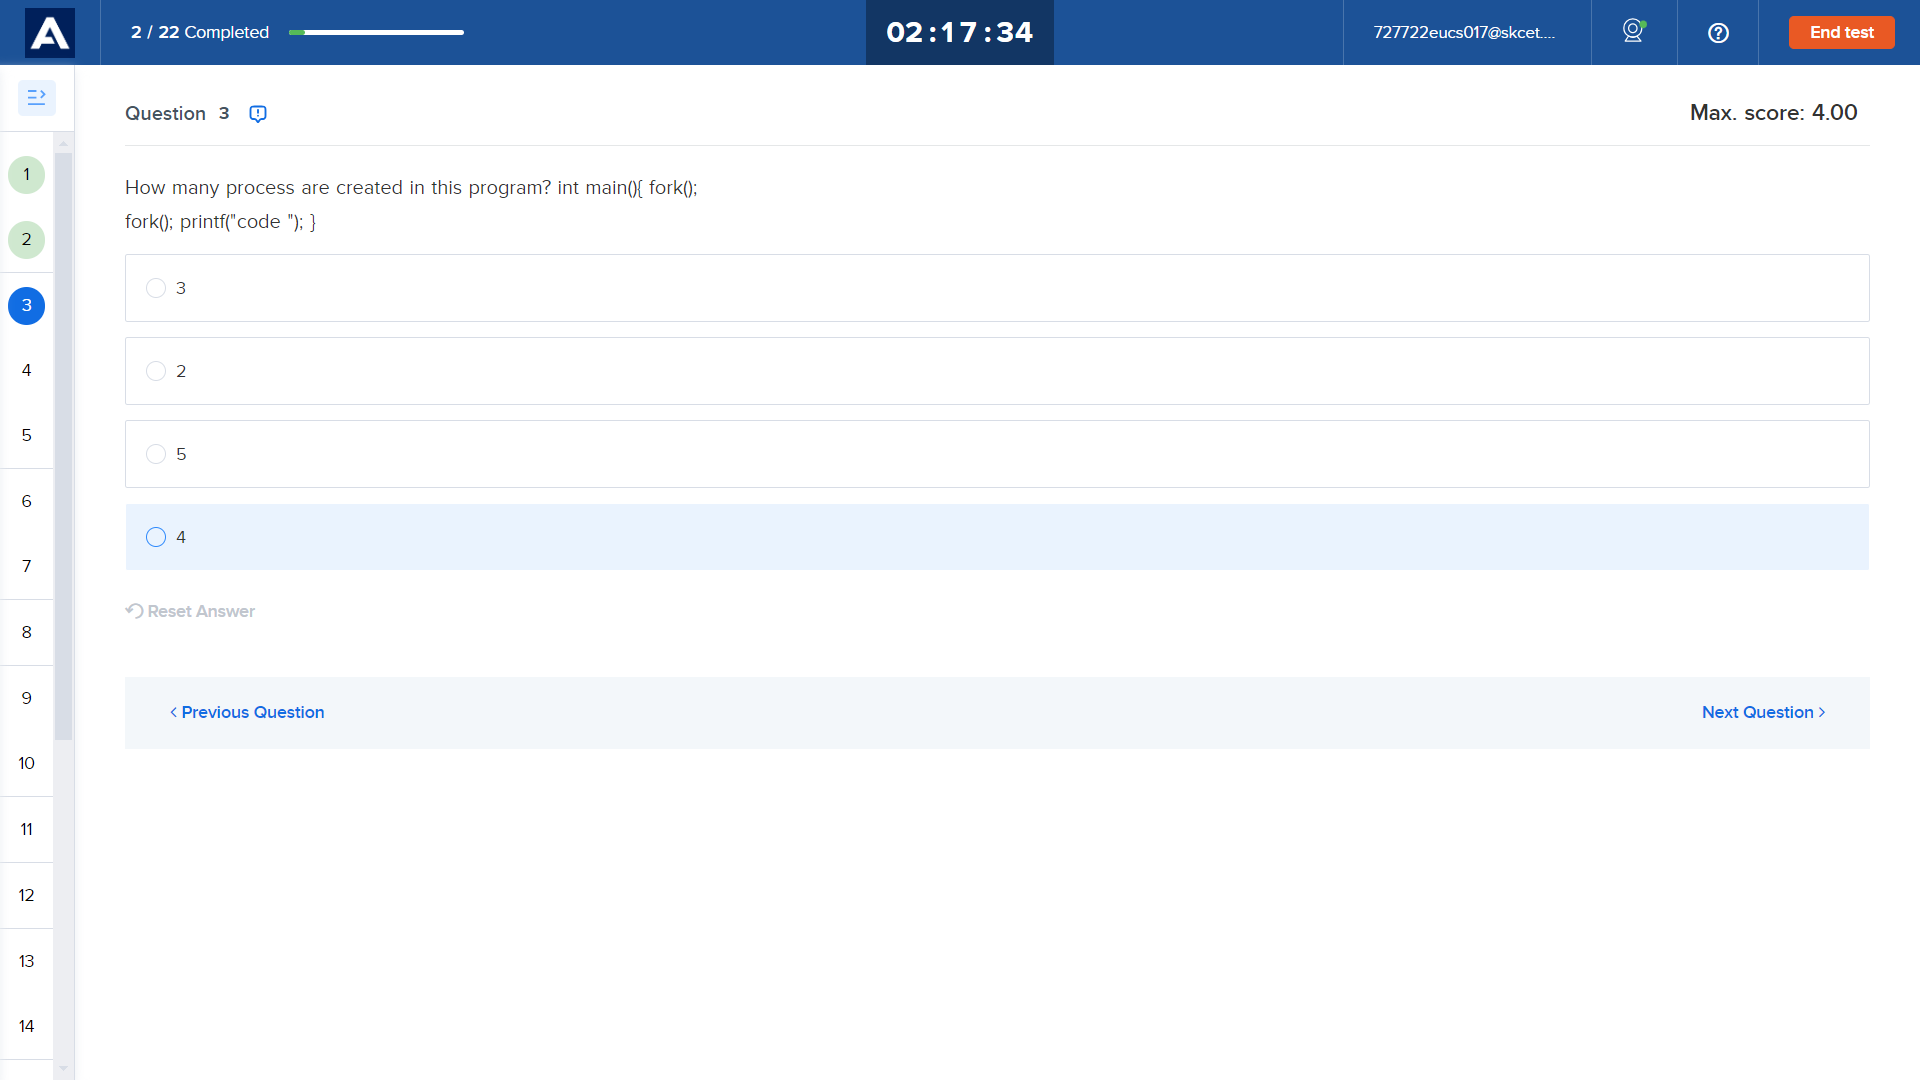 2 / 22 Completed
02:17:34
727722eucs017@skcet....
End test
Question 3
Max. score: 4.00
How many process are created in this program? int main(){ fork();
fork(); printf("code "); }
3
2
5
4
Reset Answer
Previous Question
Next Question
1
2
3
4
5
6
7
8
9
10
11
12
13
14